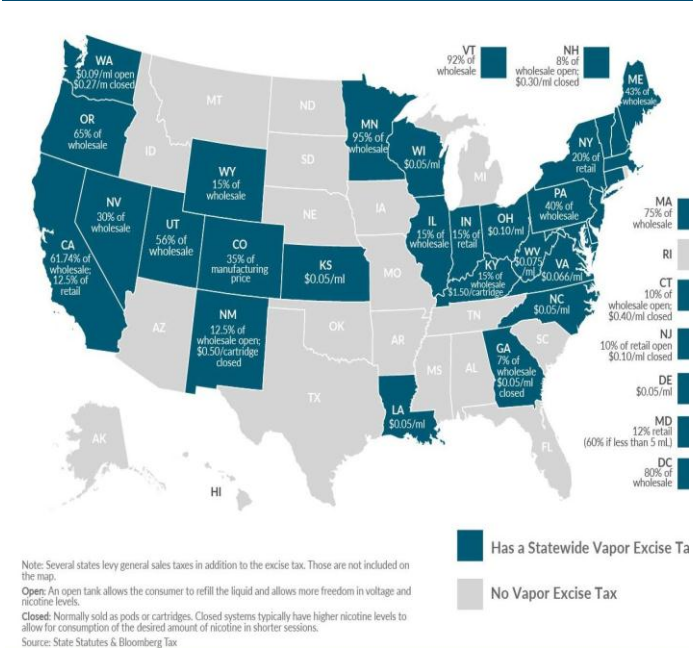 WA
$0.09/ml open
$0.27/m closed
OR
65% of
wholesale
CA
61.74% of
wholesale;
12.5% of
retail
NV
30% of
wholesale
ID
MT
WY
15% of
wholesale
UT
56% of
wholesale
CO
35% of
manufacturing
price
AZ
NM
12.5% of
wholesale open;
$0.50/cartridge
closed
ND
SD
NE
KS
$0.05/ml
OK
TX
MN
95% of
wholesale
IA
MO
AR
LA
$0.05/ml
WI
$0.05/ml
IL
15% of
wholesale
MI
IN
15% of
retail
OH
$0.10/ml
KY
15% of
wholesale
$1.50/cartridge
TN
MS
AL
GA
7% of
wholesale
$0.05/ml
closed
FL
SC
NC
$0.05/ml
WV
$0.075
/ml
VA
$0.066/ml
PA
40% of
wholesale
NY
20% of
retail
VT
92% of
wholesale
NH
8% of
wholesale open;
$0.30/ml closed
ME
43% of
wholesale
MA
75% of
wholesale
RI
CT
10% of
wholesale open;
$0.40/ml closed
NJ
10% of retail open
$0.10/ml closed
DE
$0.05/ml
MD
12% retail
(60% if less than 5 mL)
DC
80% of
wholesale
AK
HI
Has a Statewide Vapor Excise Ta
No Vapor Excise Tax
Note: Several states levy general sales taxes in addition to the excise tax. Those are not included on
the map.
Open: An open tank allows the consumer to refill the liquid and allows more freedom in voltage and
nicotine levels.
Closed: Normally sold as pods or cartridges. Closed systems typically have higher nicotine levels to
allow for consumption of the desired amount of nicotine in shorter sessions.
Source: State Statutes & Bloomberg Tax